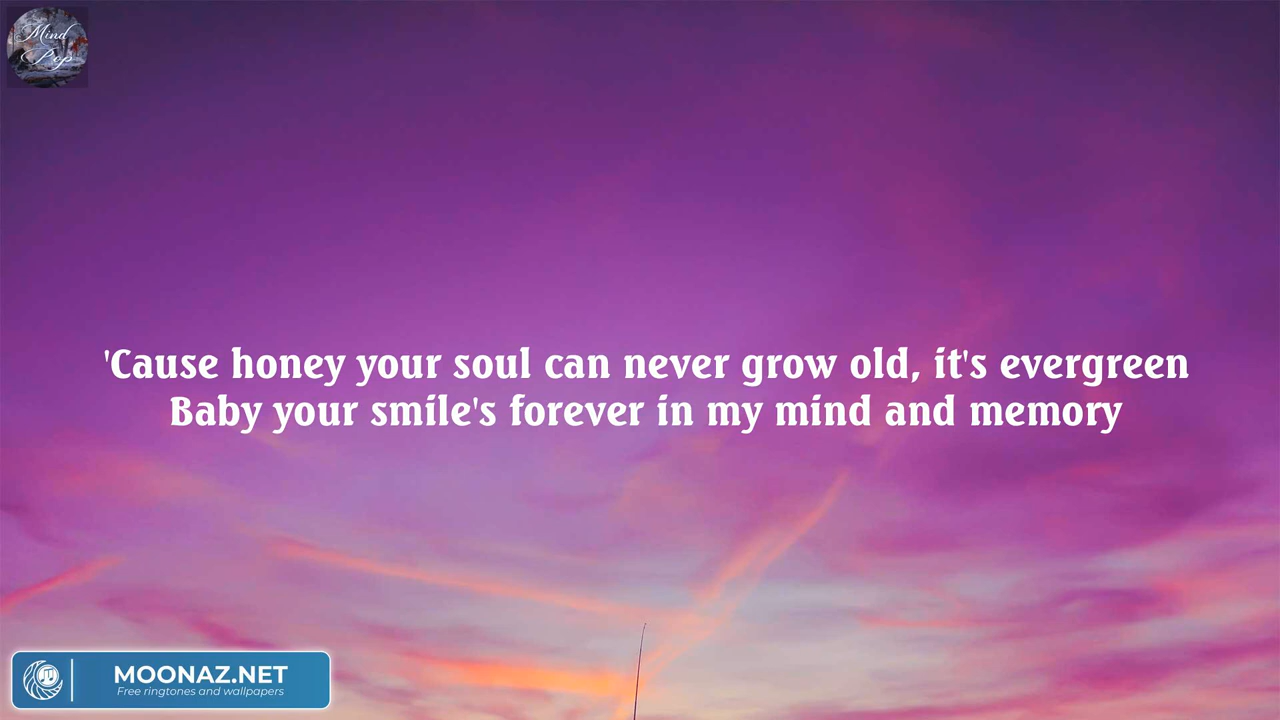 Mind
Pop
'Cause honey your soul can never grow old, it's evergreen
Baby your smile's forever in my mind and memory
MOONAZ.NET
Free ringtones and wallpapers